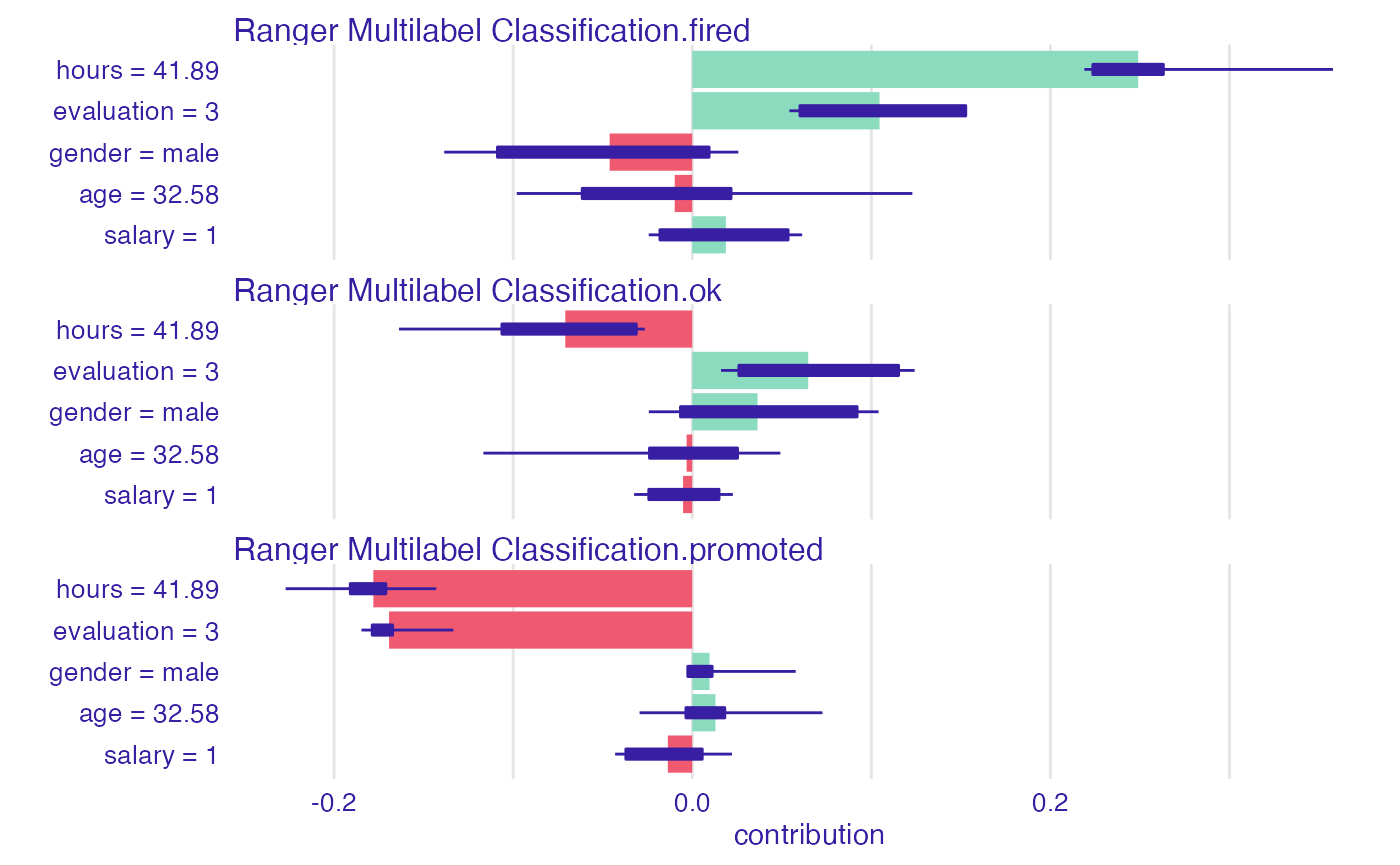 Ranger Multilabel Classification.fired
hours = 41.89
evaluation = 3
gender = male
age = 32.58
salary = 1
Ranger Multilabel Classification.ok
hours = 41.89
evaluation = 3
gender = male
age = 32.58
salary = 1
Ranger Multilabel Classification.promoted
hours = 41.89
evaluation = 3
gender = male
age = 32.58
salary = 1
-0.2 0.0 0.2
contribution